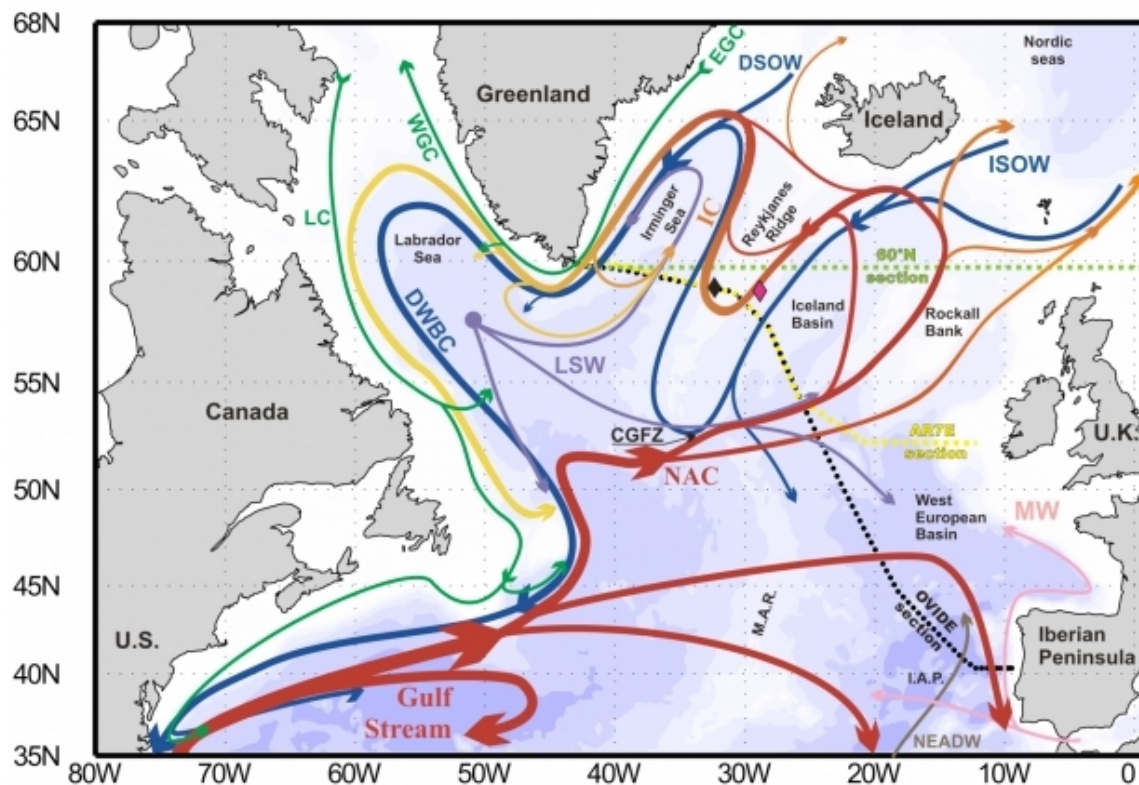 68N
65N
60N
55N
50N
45N
40N
35N
80W
70W
60W
50W
40W
30W
20W
10W
0
Greenland
EGC
DSOW
Nordic
seas
Iceland
ISOW
WGC
LC
IC
Irminger
Sea
Reykjanes
Ridge
Labrador
Sea
60°N
section
DWBC
Iceland
Basin
Rockall
Bank
LSW
Canada
CGFZ
AR7E
section
U.K.
NAC
West
European
Basin
MW
M.A.R.
OVIDE
section
U.S.
Iberian
Peninsula
I.A.P.
Gulf
Stream
NEADW